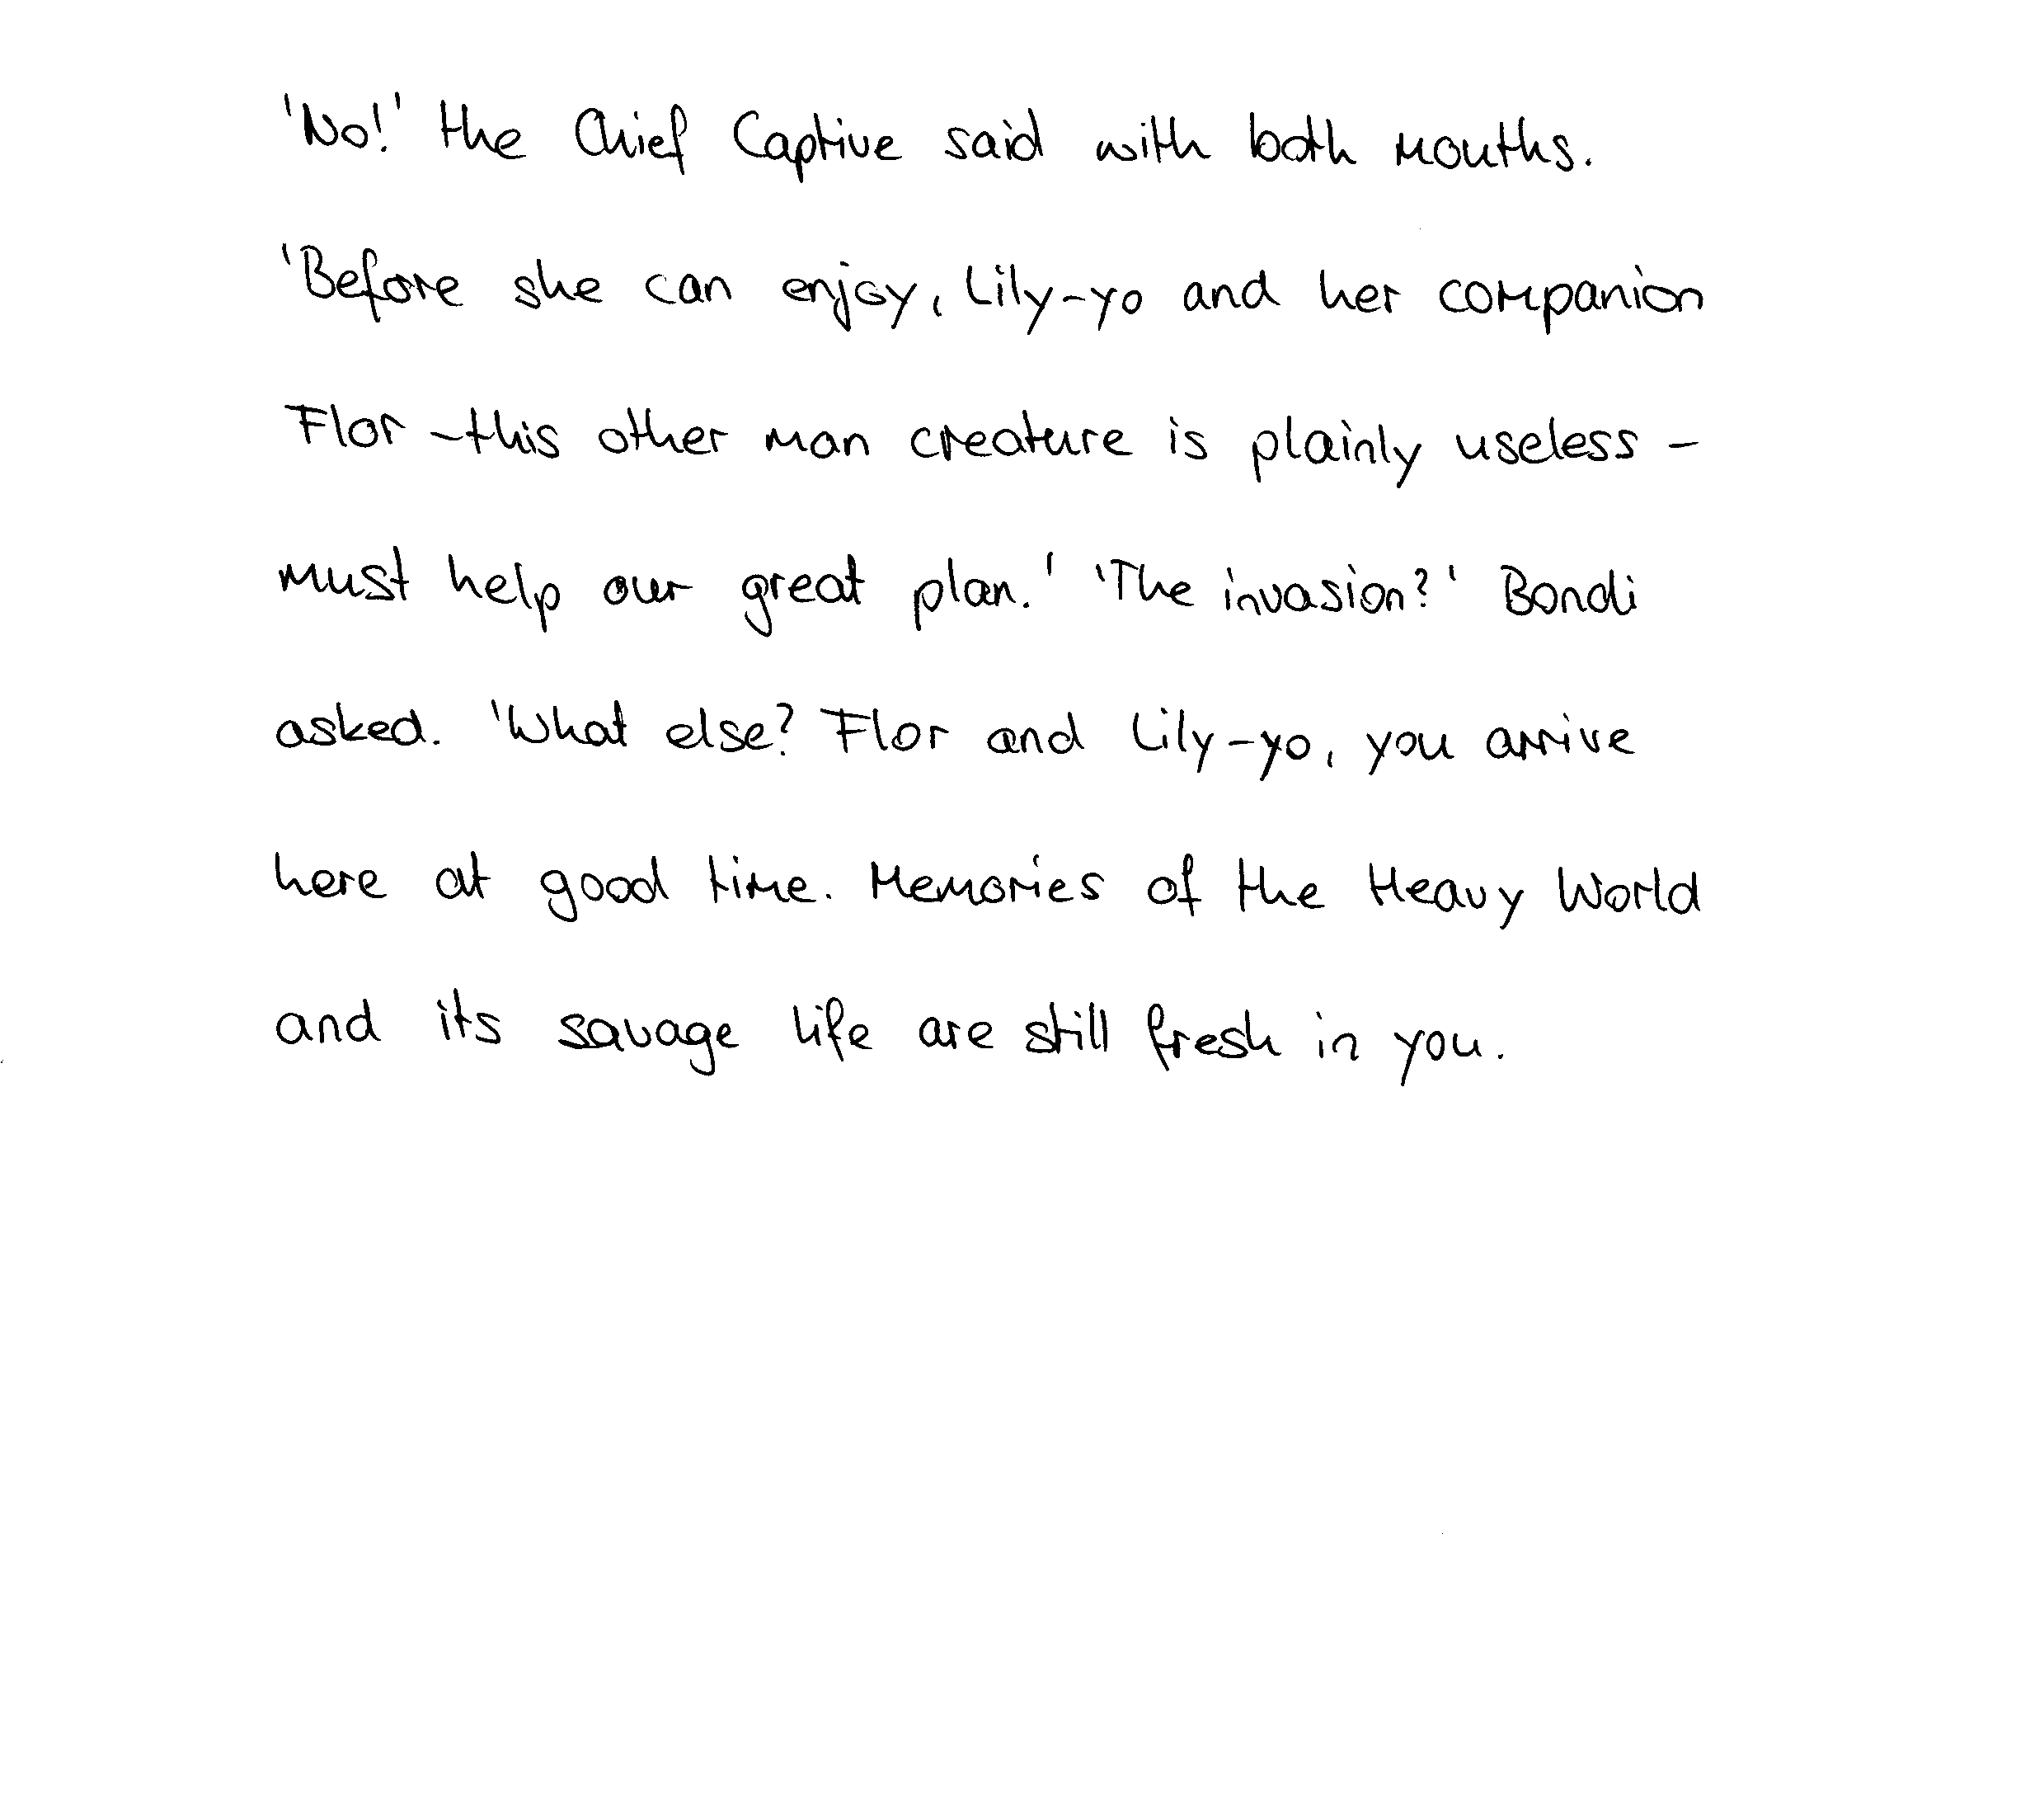 'No!' the Chief Captive said with both mouths.
'Before she can enjoy, Lily-yo and her companion
Flor - this other man creature is plainly useless -
must help our great plan.' 'The invasion?' Bondi
asked. 'What else? Flor and Lily-yo, you arrive
here at good time. Memories of the Heavy World
and its savage life are still fresh in you.